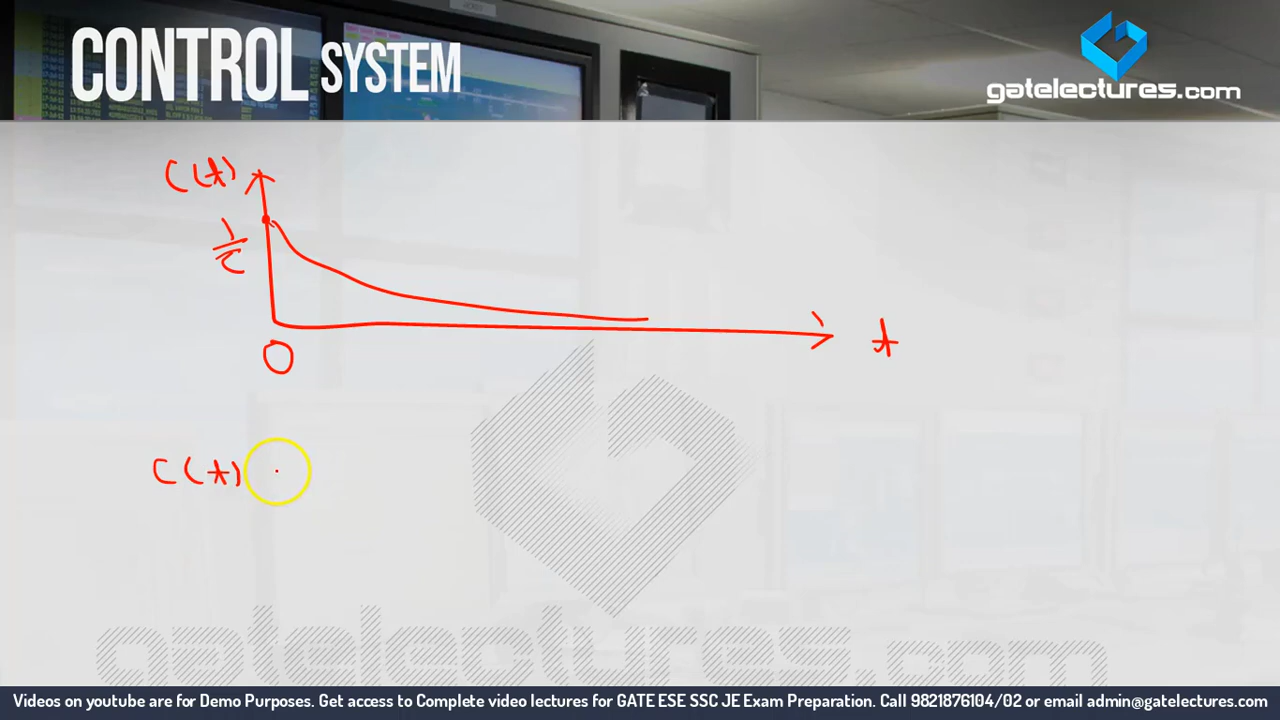 CONTROL SYSTEM
gatelectures.com
C(t)
1/τ
0
t
C(t)
gatelectures.com
Videos on youtube are for Demo Purposes. Get access to Complete video lectures for GATE ESE SSC JE Exam Preparation. Call 9821876104/02 or email admin@gatelectures.com